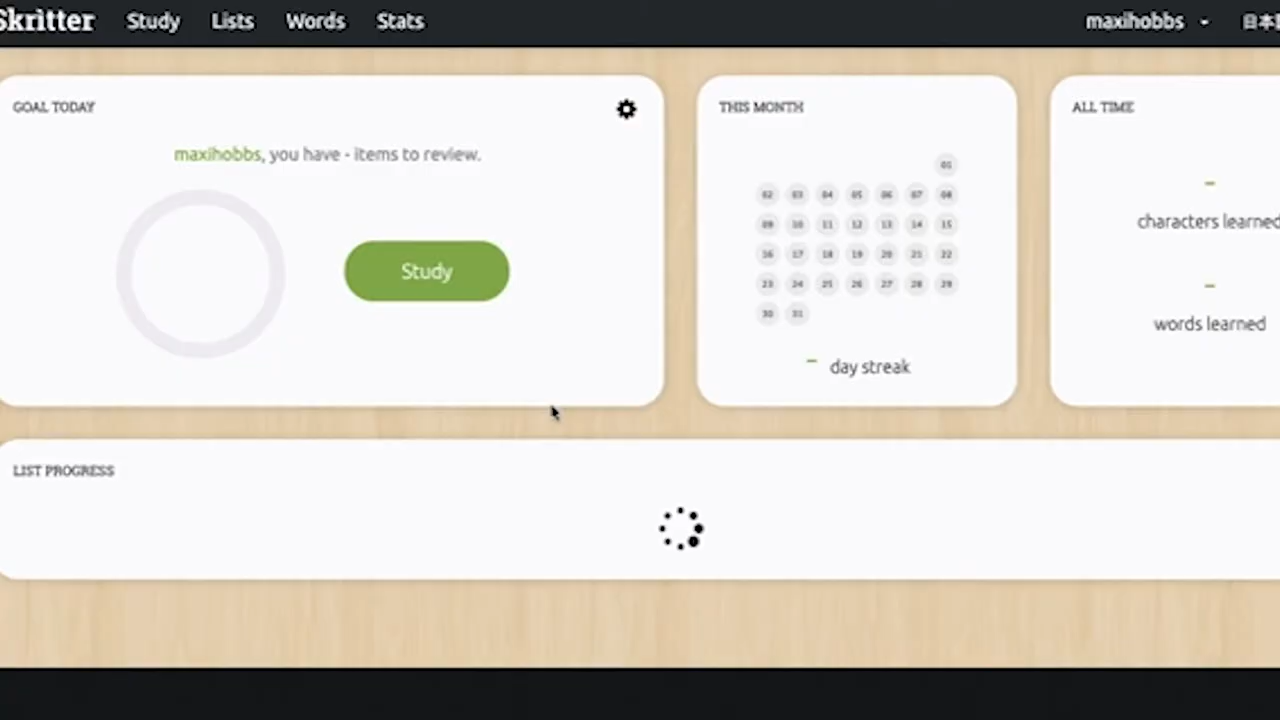 Skritter Study Lists Words Stats maxihobbs 日本
GOAL TODAY
maxihobbs, you have - items to review.
Study
THIS MONTH
01
02 03 04 05 06 07 08
09 10 11 12 13 14 15
16 17 18 19 20 21 22
23 24 25 26 27 28 29
30 31
- day streak
ALL TIME
-
characters learned
-
words learned
LIST PROGRESS